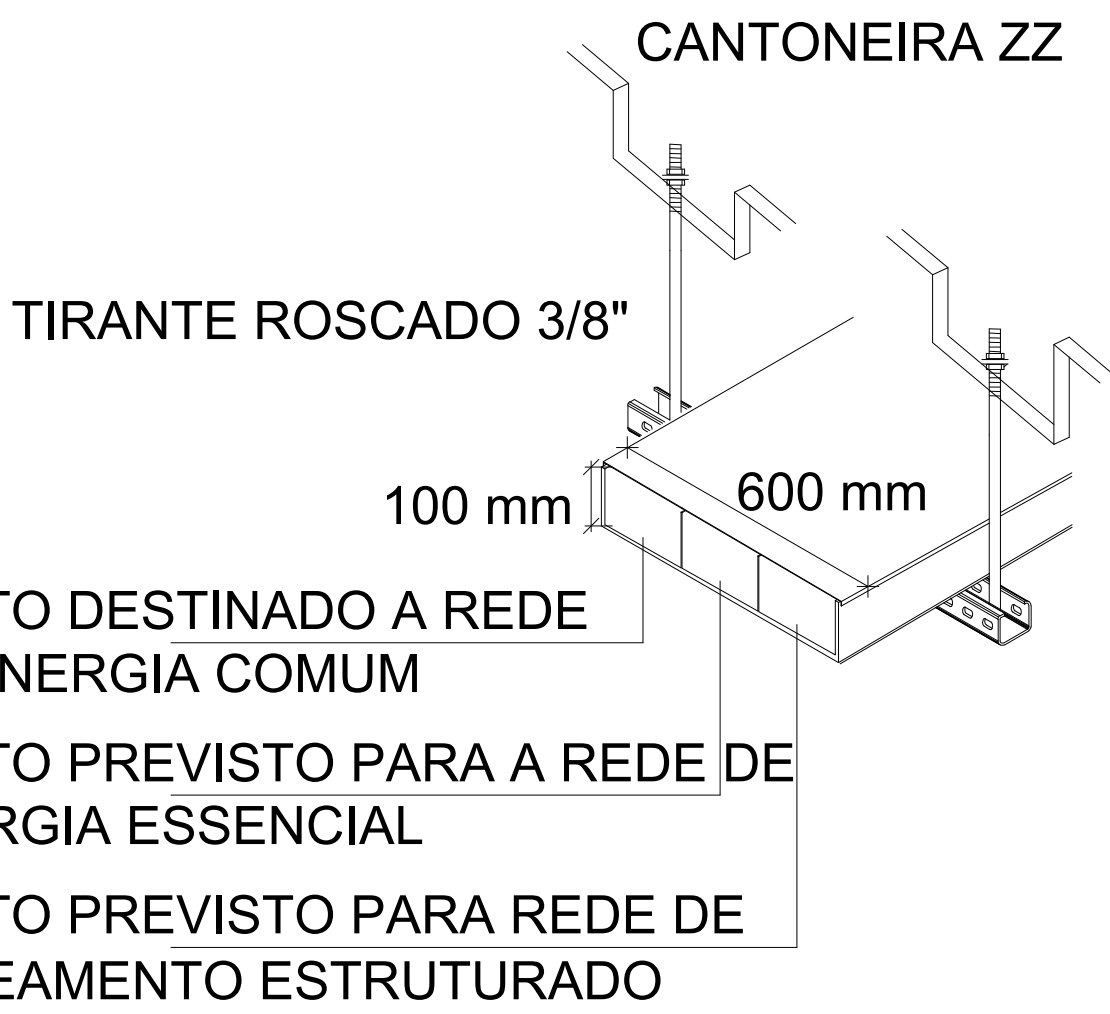 CANTONEIRA ZZ
TIRANTE ROSCADO 3/8"
100 mm
600 mm
TO DESTINADO A REDE
NERGIA COMUM
TO PREVISTO PARA A REDE DE
RGIA ESSENCIAL
TO PREVISTO PARA REDE DE
EAMENTO ESTRUTURADO